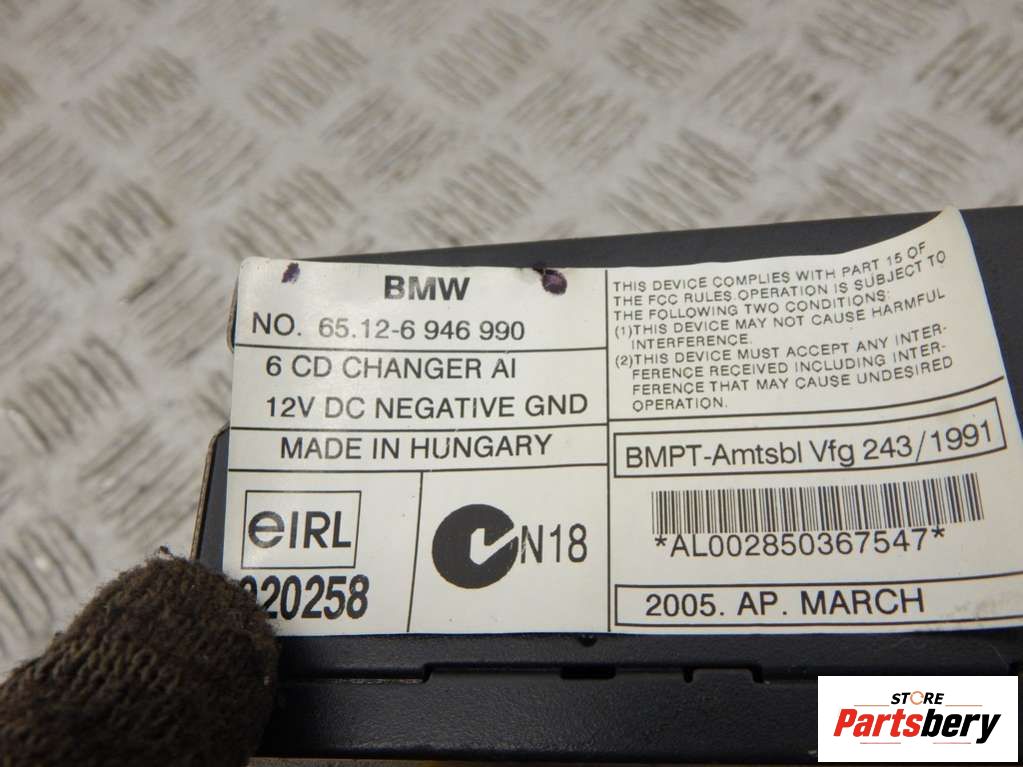 BMW
NO. 65.12-6 946 990
6 CD CHANGER AI
12V DC NEGATIVE GND
MADE IN HUNGARY
eIRL
20258
N18
THIS DEVICE COMPLIES WITH PART 15 OF
THE FCC RULES OPERATION IS SUBJECT TO
THE FOLLOWING TWO CONDITIONS:
(1)THIS DEVICE MAY NOT CAUSE HARMFUL
INTERFERENCE.
(2)THIS DEVICE MUST ACCEPT ANY INTER-
FERENCE RECEIVED INCLUDING INTER-
FERENCE THAT MAY CAUSE UNDESIRED
OPERATION.
BMPT-Amtsbl Vfg 243/1991
*AL002850367547*
2005. AP. MARCH
STORE
Partsbery